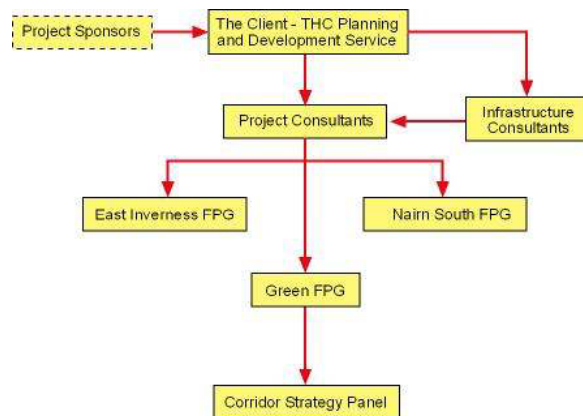 Project Sponsors
The Client - THC Planning
and Development Service
Project Consultants
Infrastructure
Consultants
East Inverness FPG
Nairn South FPG
Green FPG
Corridor Strategy Panel